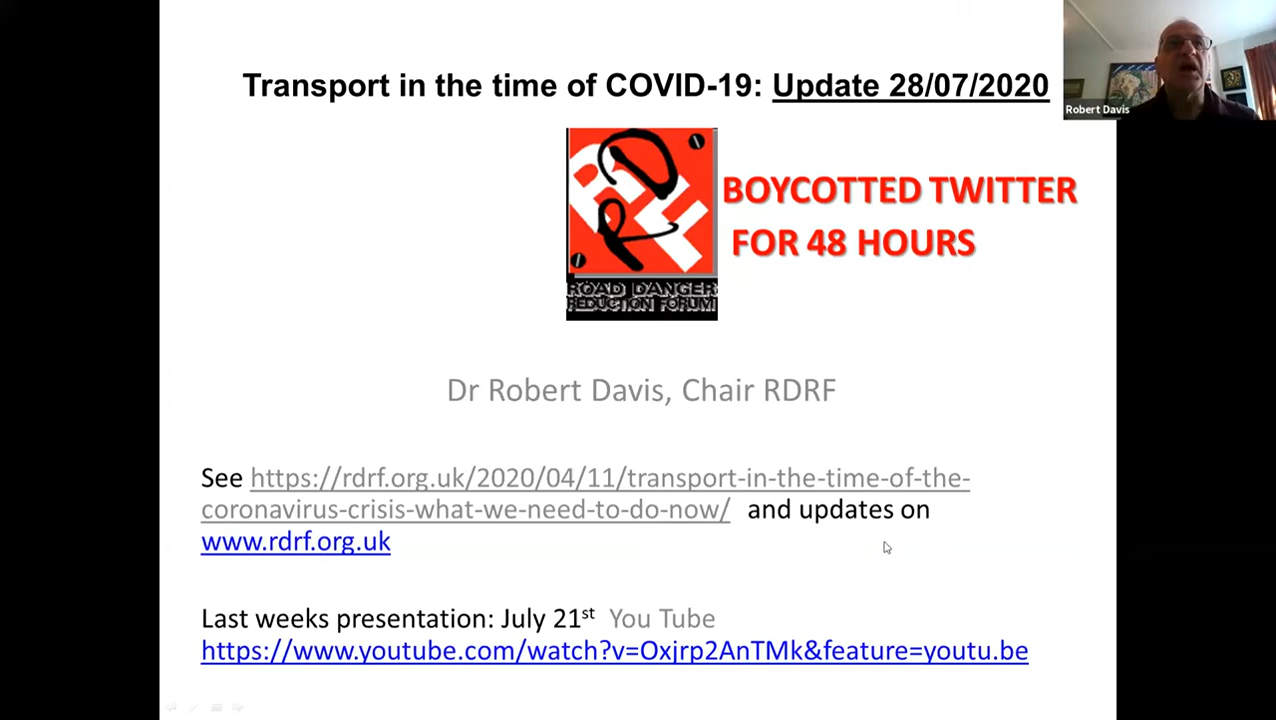 Transport in the time of COVID-19: Update 28/07/2020
Robert Davis
RDRF
RD
BOYCOTTED TWITTER
FOR 48 HOURS
ROAD DANGER
REDUCTION FORUM
Dr Robert Davis, Chair RDRF
See https://rdrf.org.uk/2020/04/11/transport-in-the-time-of-the-
coronavirus-crisis-what-we-need-to-do-now/ and updates on
www.rdrf.org.uk
Last weeks presentation: July 21st You Tube
https://www.youtube.com/watch?v=Oxjrp2AnTMk&feature=youtu.be